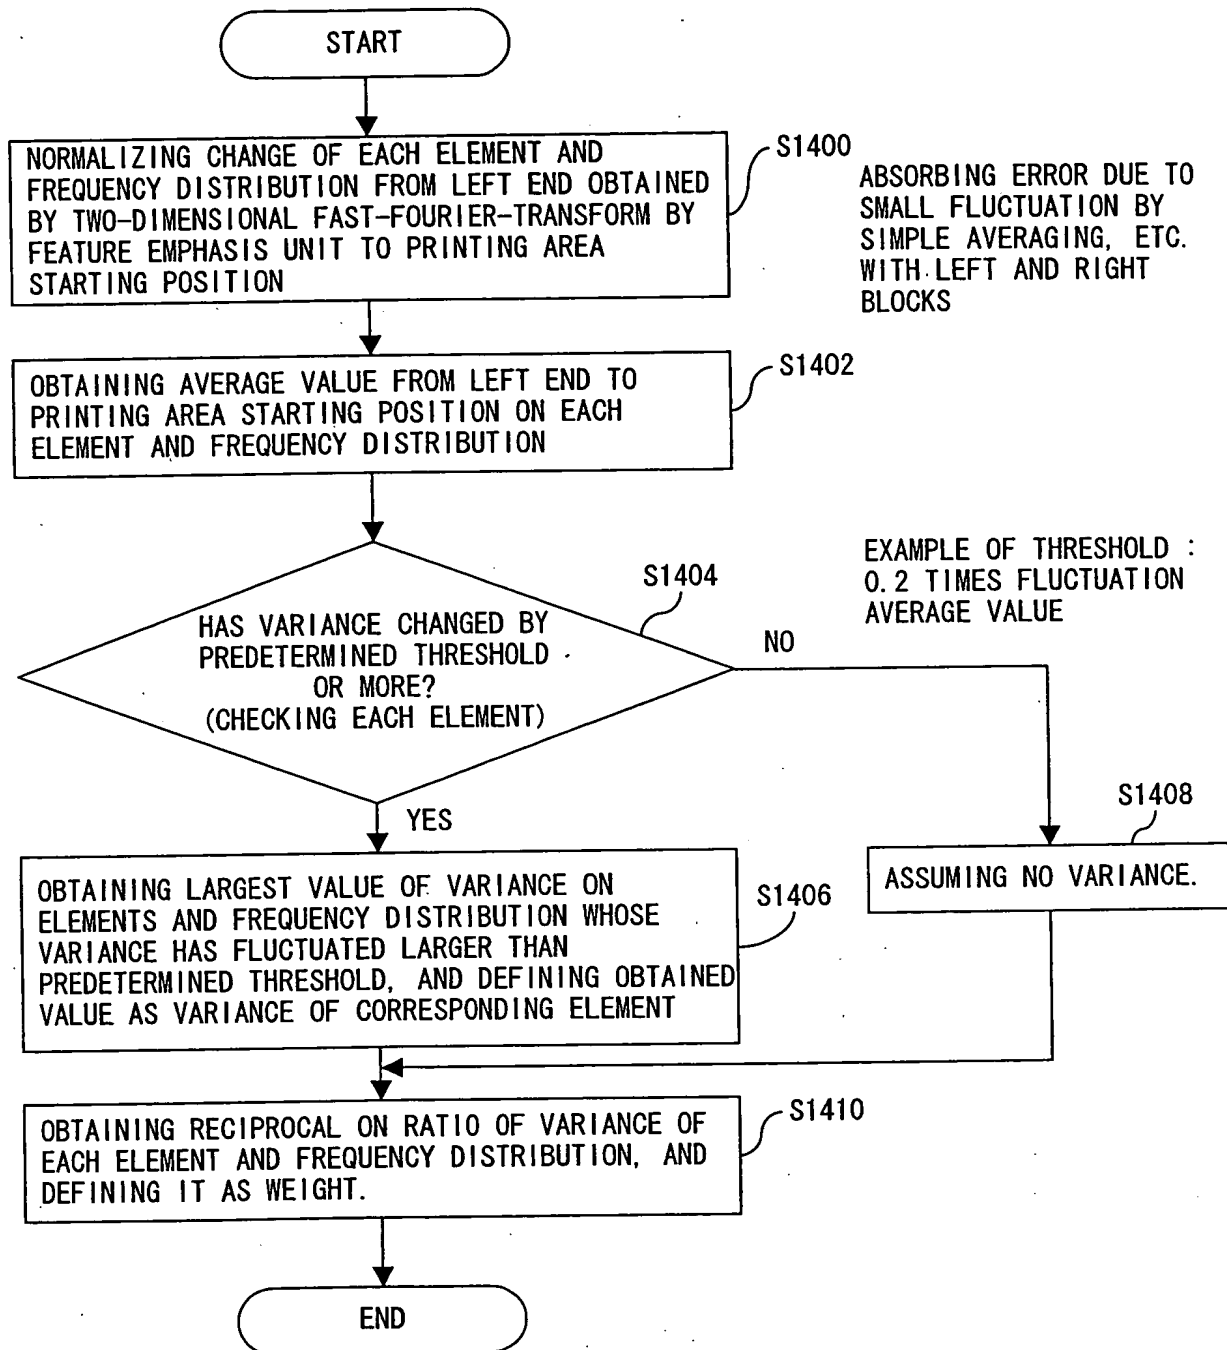 START
NORMALIZING CHANGE OF EACH ELEMENT AND
FREQUENCY DISTRIBUTION FROM LEFT END OBTAINED
BY TWO-DIMENSIONAL FAST-FOURIER-TRANSFORM BY
FEATURE EMPHASIS UNIT TO PRINTING AREA
STARTING POSITION
S1400
ABSORBING ERROR DUE TO
SMALL FLUCTUATION BY
SIMPLE AVERAGING, ETC.
WITH LEFT AND RIGHT
BLOCKS
OBTAINING AVERAGE VALUE FROM LEFT END TO
PRINTING AREA STARTING POSITION ON EACH
ELEMENT AND FREQUENCY DISTRIBUTION
S1402
EXAMPLE OF THRESHOLD :
0.2 TIMES FLUCTUATION
AVERAGE VALUE
S1404
HAS VARIANCE CHANGED BY
PREDETERMINED THRESHOLD
OR MORE?
(CHECKING EACH ELEMENT)
NO
YES
S1408
ASSUMING NO VARIANCE.
OBTAINING LARGEST VALUE OF VARIANCE ON
ELEMENTS AND FREQUENCY DISTRIBUTION WHOSE
VARIANCE HAS FLUCTUATED LARGER THAN
PREDETERMINED THRESHOLD, AND DEFINING OBTAINED
VALUE AS VARIANCE OF CORRESPONDING ELEMENT
S1406
OBTAINING RECIPROCAL ON RATIO OF VARIANCE OF
EACH ELEMENT AND FREQUENCY DISTRIBUTION, AND
DEFINING IT AS WEIGHT.
S1410
END